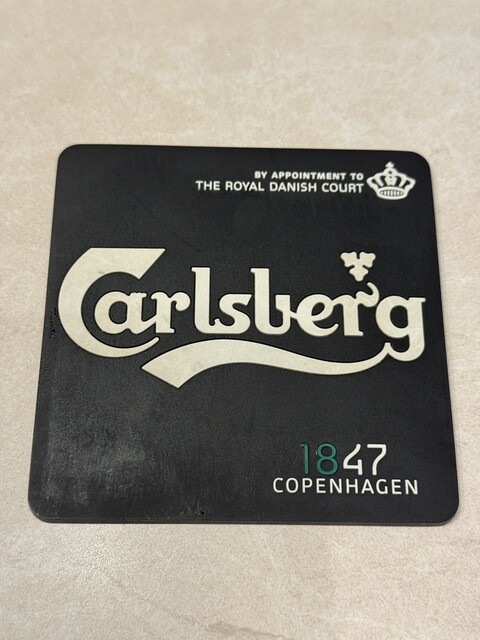 BY APPOINTMENT TO
THE ROYAL DANISH COURT
Carlsberg
1847
COPENHAGEN